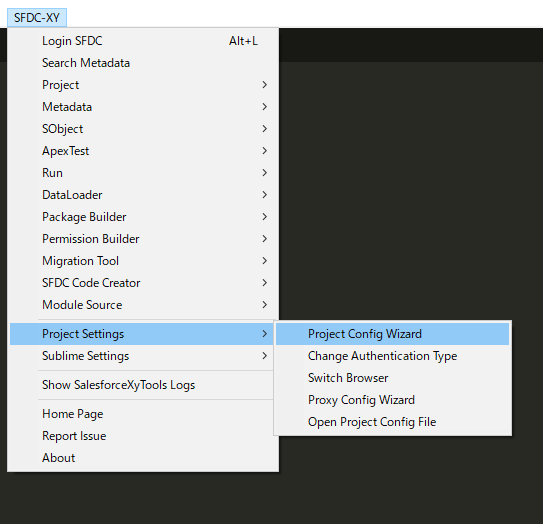 SFDC-XY
Login SFDC Alt+L
Search Metadata
Project
Metadata
SObject
ApexTest
Run
DataLoader
Package Builder
Permission Builder
Migration Tool
SFDC Code Creator
Module Source
Project Settings
Sublime Settings
Show SalesforceXyTools Logs
Home Page
Report Issue
About
Project Config Wizard
Change Authentication Type
Switch Browser
Proxy Config Wizard
Open Project Config File